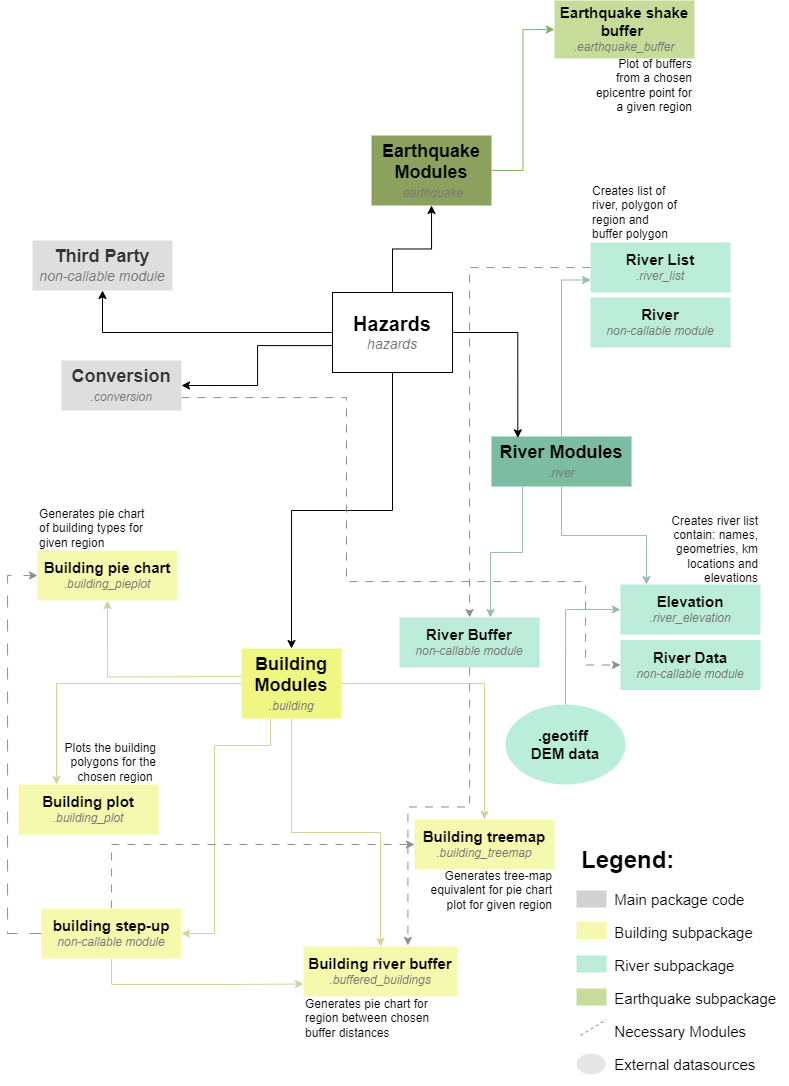 Earthquake shake
buffer
.earthquake_buffer
Plot of buffers
from a chosen
epicentre point for
a given region
Earthquake
Modules
.earthquake
Creates list of
river, polygon of
region and
buffer polygon
Third Party
non-callable module
River List
.river_list
River
non-callable module
Hazards
hazards
Conversion
.conversion
River Modules
.river
Generates pie chart
of building types for
given region
Building pie chart
.building_pieplot
Creates river list
contain: names,
geometries, km
locations and
elevations
Elevation
.river_elevation
River Buffer
non-callable module
River Data
non-callable module
Building
Modules
.building
.geotiff
DEM data
Plots the building
polygons for the
chosen region
Building plot
.building_plot
Building treemap
.building_treemap
Generates tree-map
equivalent for pie chart
plot for given region
building step-up
non-callable module
Building river buffer
.buffered_buildings
Generates pie chart for
region between chosen
buffer distances
Legend:
Main package code
Building subpackage
River subpackage
Earthquake subpackage
Necessary Modules
External datasources